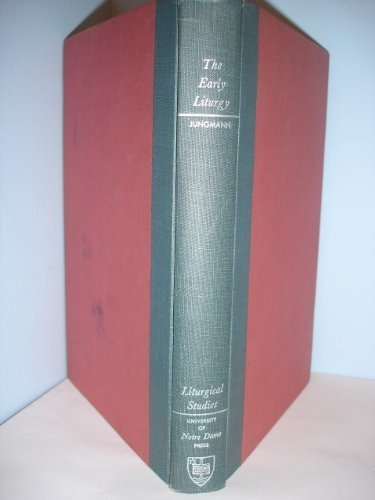 The
Early
Liturgy
JUNGMANN
Liturgical
Studies
UNIVERSITY
OF
Notre Dame
PRESS